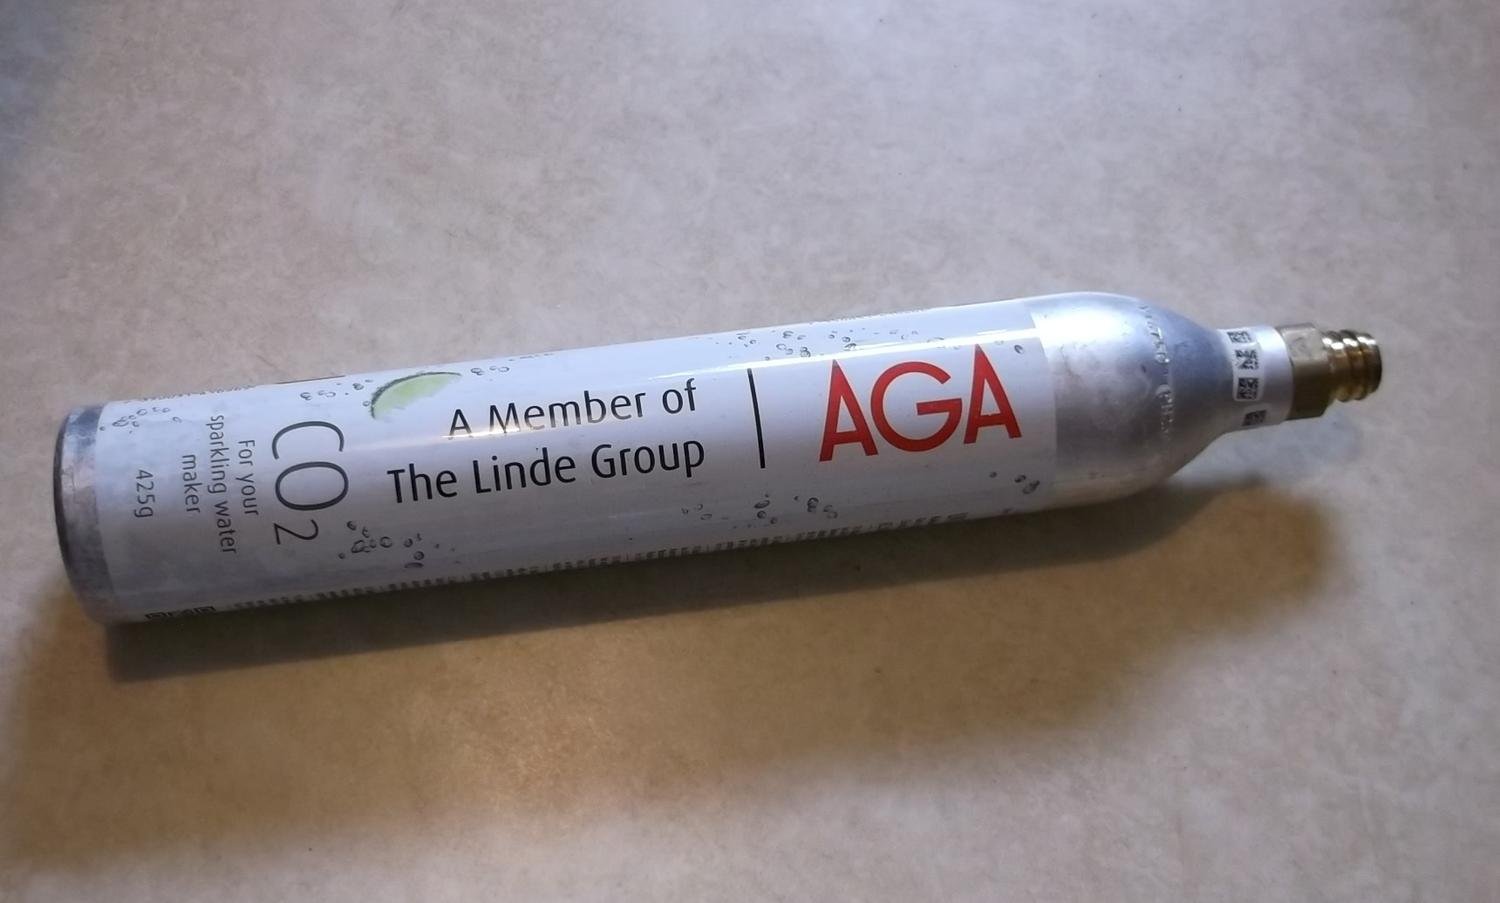 AGA
A Member of
The Linde Group
CO2
For your
sparkling water
maker
425g